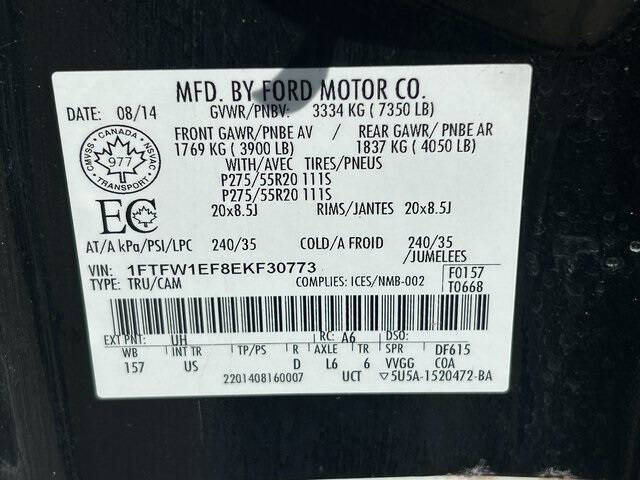 MFD. BY FORD MOTOR CO.
DATE: 08/14 GVWR/PNBV: 3334 KG ( 7350 LB)
FRONT GAWR/PNBE AV / REAR GAWR/ PNBE AR
1769 KG ( 3900 LB) 1837 KG ( 4050 LB)
CANADA
CMVSS 977 NSVAC
TRANSPORT
WITH/AVEC TIRES/PNEUS
P275/55R20 111S
P275/55R20 111S
EC 20x8.5J RIMS/JANTES 20x8.5J
AT/A kPa/PSI/LPC 240/35 COLD/A FROID 240/35
/JUMELEES
VIN: 1FTFW1EF8EKF30773 F0157
TYPE: TRU/CAM COMPLIES: ICES/NMB-002 T0668
EXT PNT: UH RC: A6 DSO:
WB INT TR TP/PS R AXLE TR SPR DF615
157 US D L6 6 VVGG C0A
2201408160007 UCT ▽5U5A-1520472-BA